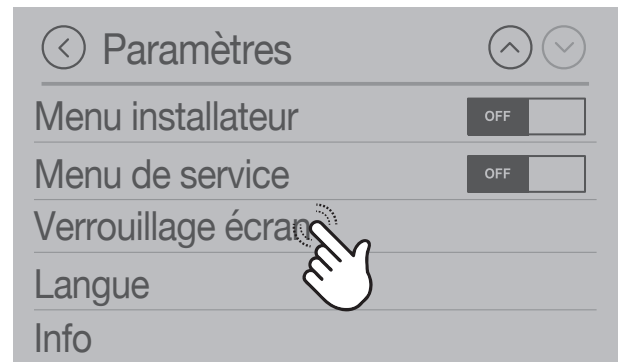 Paramètres
Menu installateur OFF
Menu de service OFF
Verrouillage écran
Langue
Info